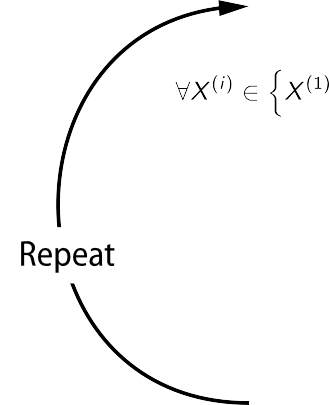 ∀X^{(i)} ∈ { X^{(1)}
Repeat